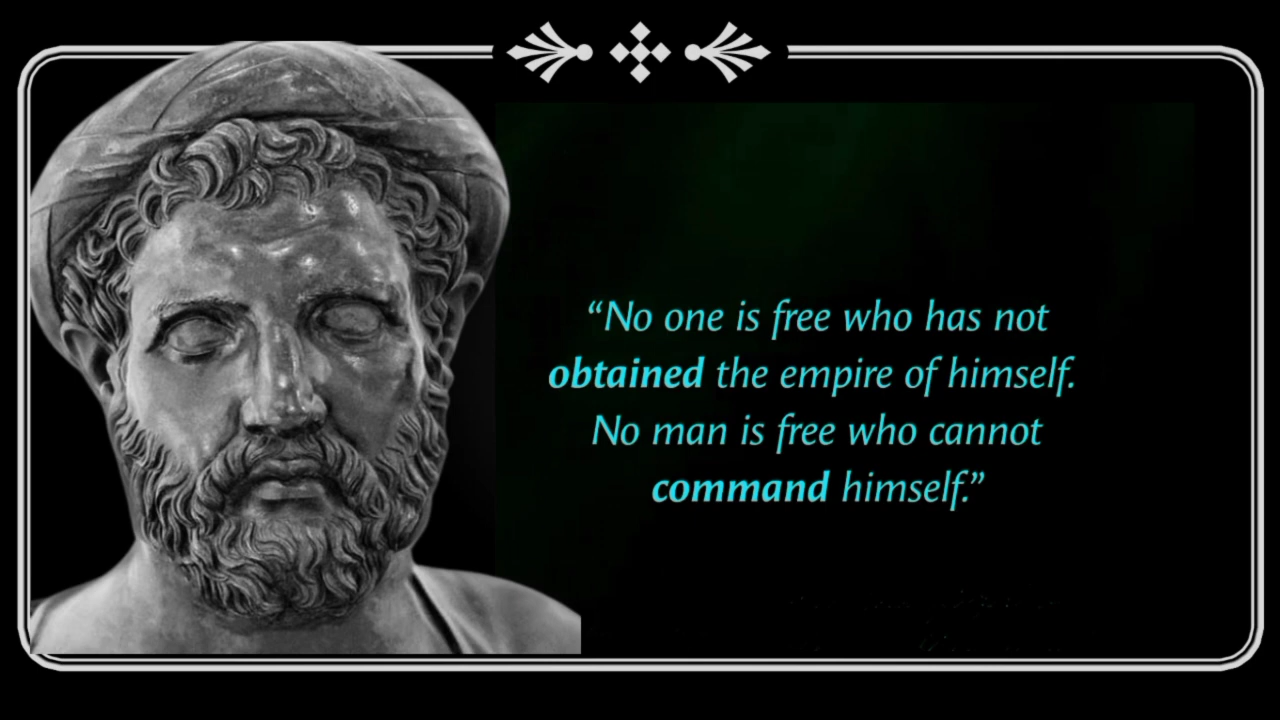 “No one is free who has not
obtained the empire of himself.
No man is free who cannot
command himself.”